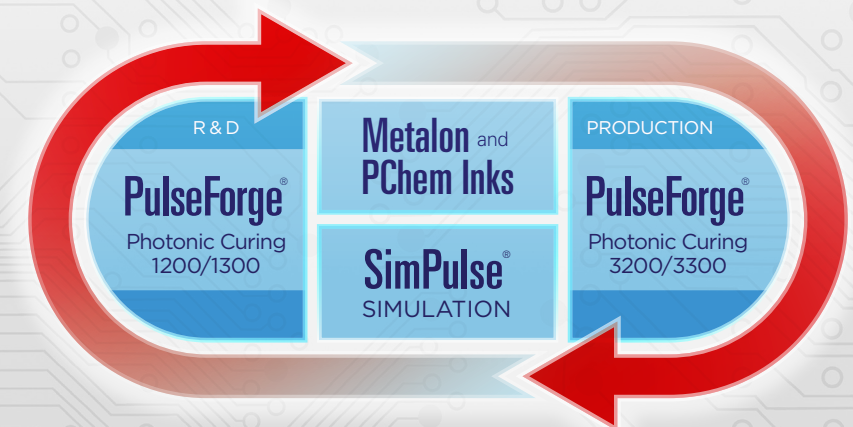 R & D
PulseForge®
Photonic Curing
1200/1300
Metalon and
PChem Inks
SimPulse®
SIMULATION
PRODUCTION
PulseForge®
Photonic Curing
3200/3300